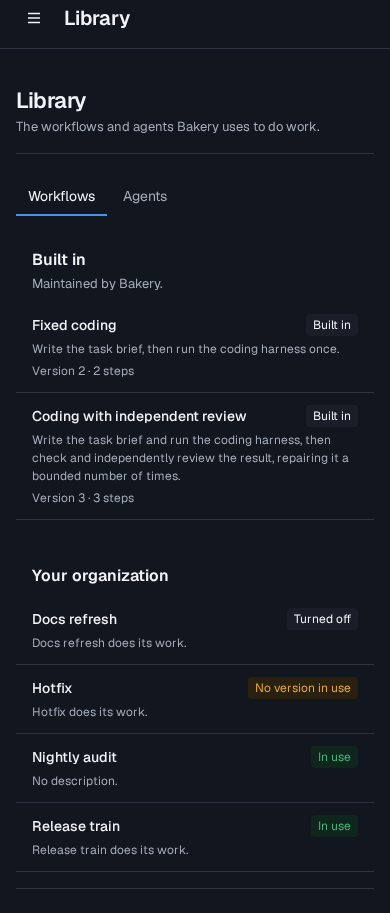 Library
Library
The workflows and agents Bakery uses to do work.
Workflows Agents
Built in
Maintained by Bakery.
Fixed coding Built in
Write the task brief, then run the coding harness once.
Version 2 · 2 steps
Coding with independent review Built in
Write the task brief and run the coding harness, then
check and independently review the result, repairing it a
bounded number of times.
Version 3 · 3 steps
Your organization
Docs refresh Turned off
Docs refresh does its work.
Hotfix No version in use
Hotfix does its work.
Nightly audit In use
No description.
Release train In use
Release train does its work.